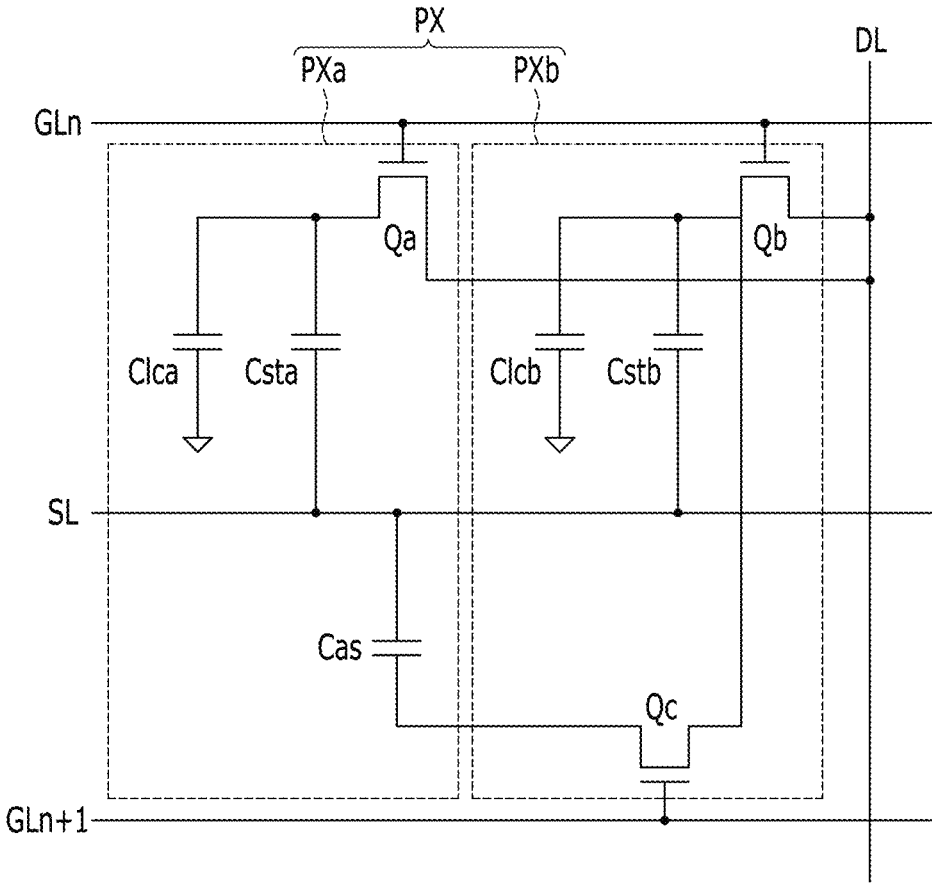 PX
DL
PXa
PXb
GLn
Qa
Qb
Clca
Csta
Clcb
Cstb
SL
Cas
Qc
GLn+1